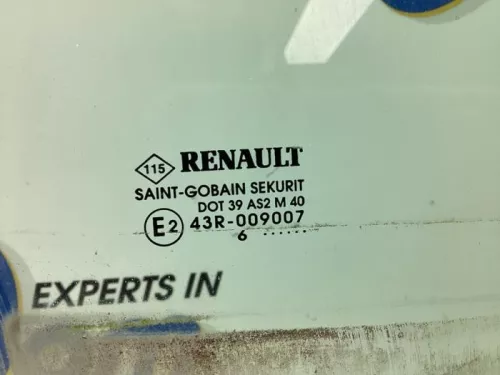 115 RENAULT
SAINT-GOBAIN SEKURIT
DOT 39 AS2 M 40
E2 43R-009007
6 ......
EXPERTS IN